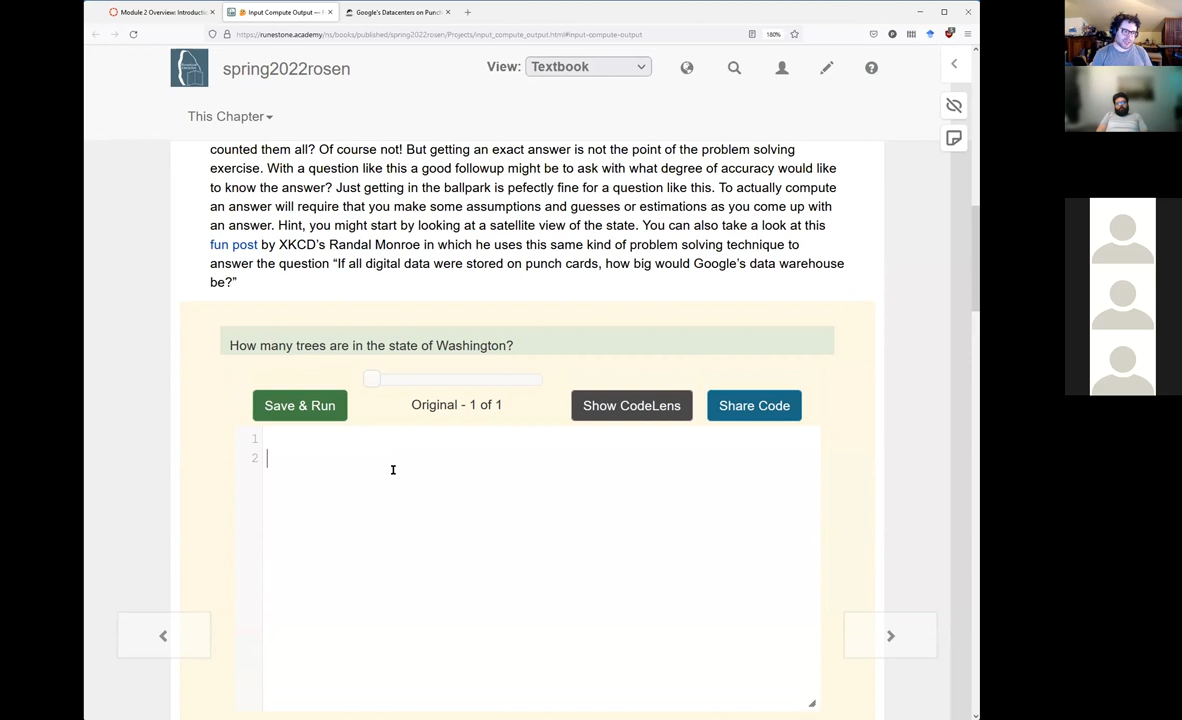 Module 2 Overview: Introducti
Input Compute Output —
Google's Datacenters on Punch
https://runestone.academy/ns/books/published/spring2022rosen/Projects/input_compute_output.html#input-compute-output
180%
spring2022rosen
View:
Textbook
This Chapter
counted them all? Of course not! But getting an exact answer is not the point of the problem solving
exercise. With a question like this a good followup might be to ask with what degree of accuracy would like
to know the answer? Just getting in the ballpark is pefectly fine for a question like this. To actually compute
an answer will require that you make some assumptions and guesses or estimations as you come up with
an answer. Hint, you might start by looking at a satellite view of the state. You can also take a look at this
fun post by XKCD's Randal Monroe in which he uses this same kind of problem solving technique to
answer the question “If all digital data were stored on punch cards, how big would Google's data warehouse
be?”
How many trees are in the state of Washington?
Save & Run
Original - 1 of 1
Show CodeLens
Share Code
1
2